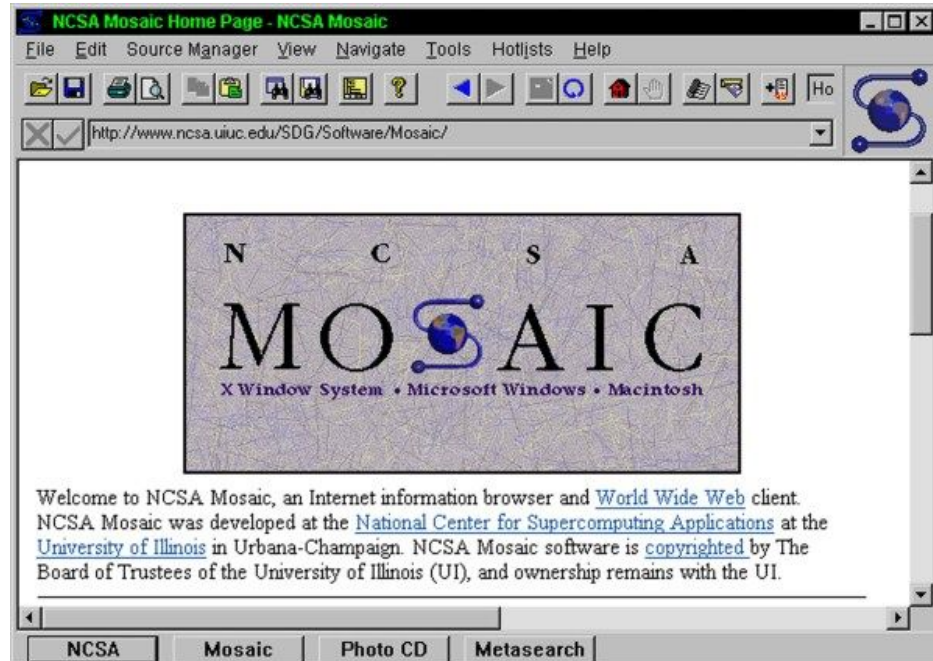 NCSA Mosaic Home Page - NCSA Mosaic
File Edit Source Manager View Navigate Tools Hotlists Help
Ho
http://www.ncsa.uiuc.edu/SDG/Software/Mosaic/
N C S A
MOSAIC
X Window System • Microsoft Windows • Macintosh
Welcome to NCSA Mosaic, an Internet information browser and World Wide Web client.
NCSA Mosaic was developed at the National Center for Supercomputing Applications at the
University of Illinois in Urbana-Champaign. NCSA Mosaic software is copyrighted by The
Board of Trustees of the University of Illinois (UI), and ownership remains with the UI.
NCSA Mosaic Photo CD Metasearch